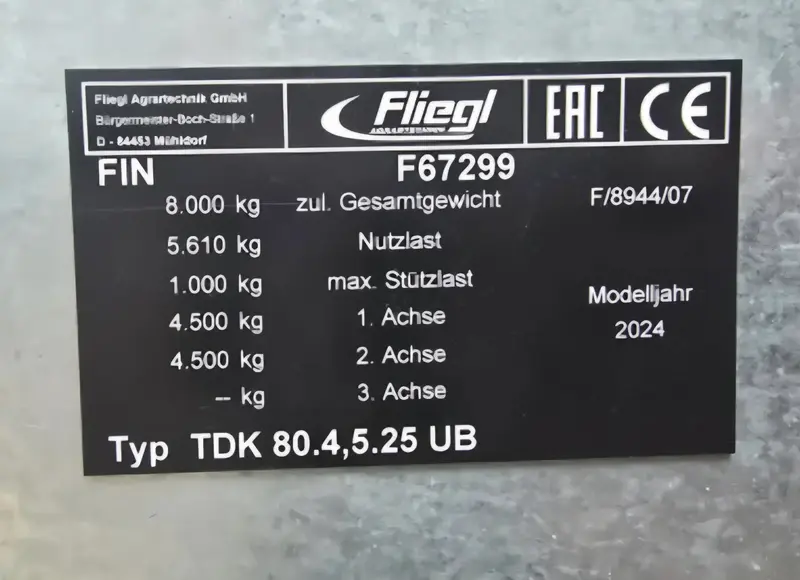 Fliegl Agrartechnik GmbH
Bürgermeister-Boch-Straße 1
D - 84453 Mühldorf
Fliegl
AGRARTECHNIK
EAC
CE
FIN F67299
8.000 kg zul. Gesamtgewicht F/8944/07
5.610 kg Nutzlast
1.000 kg max. Stützlast
4.500 kg 1. Achse
Modelljahr
4.500 kg 2. Achse
2024
-- kg 3. Achse
Typ TDK 80.4,5.25 UB